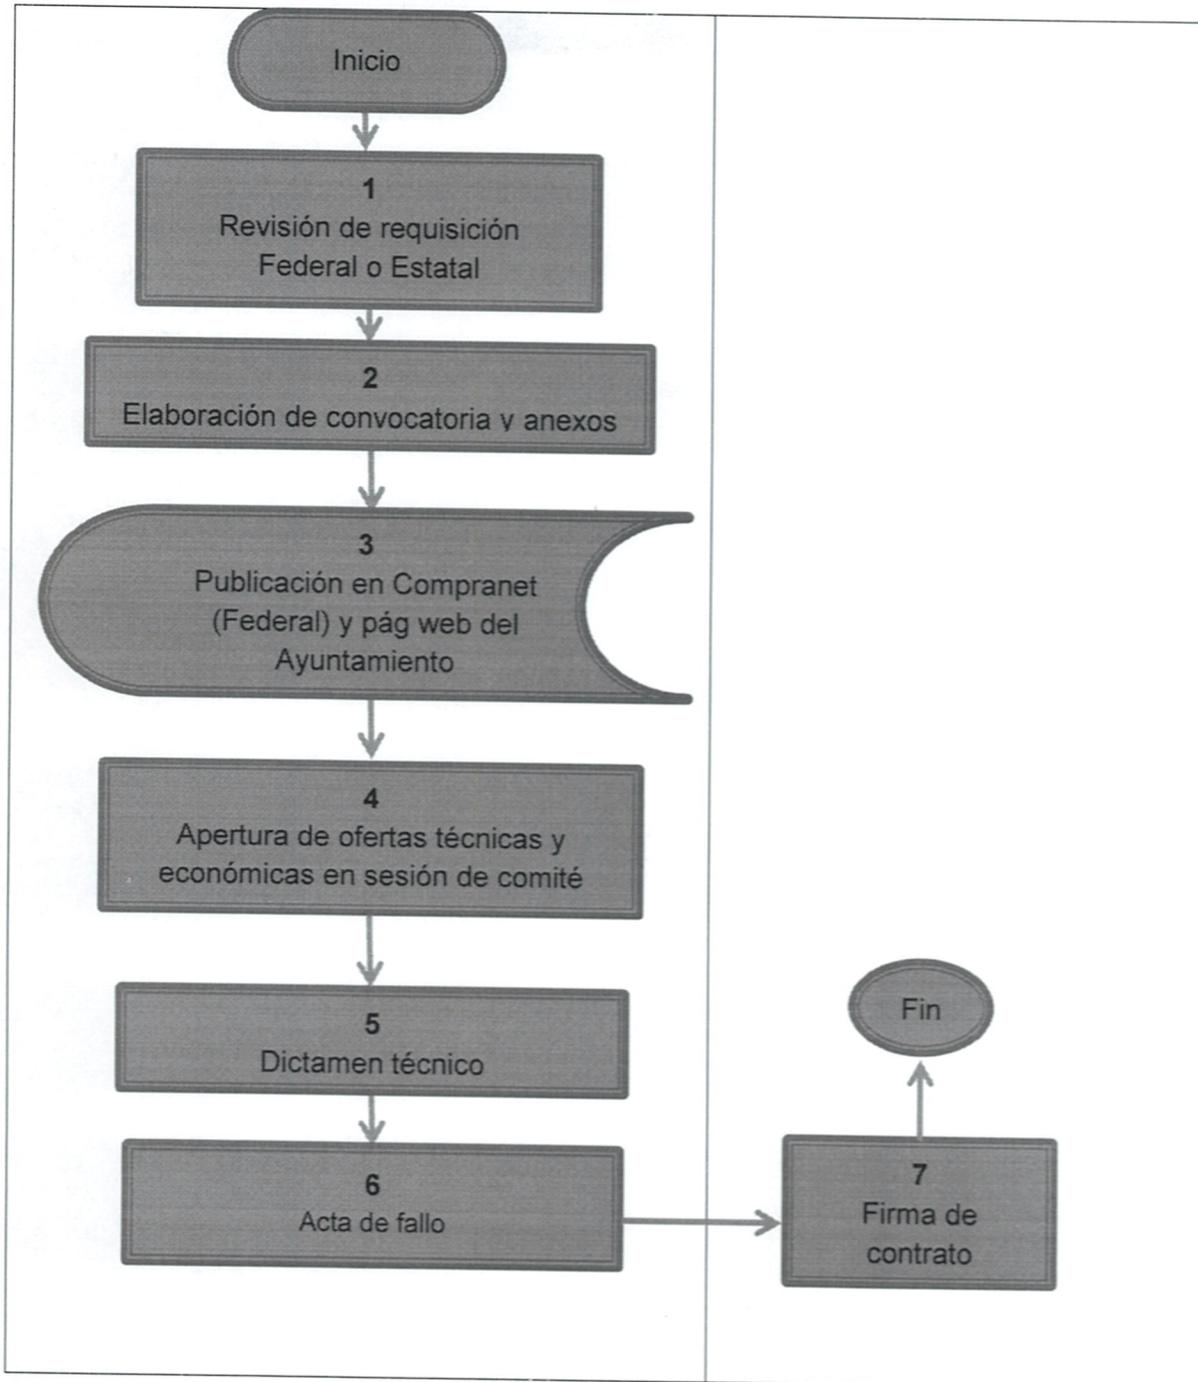 Inicio
1
Revisión de requisición
Federal o Estatal
2
Elaboración de convocatoria y anexos
3
Publicación en Compranet
(Federal) y pág web del
Ayuntamiento
4
Apertura de ofertas técnicas y
económicas en sesión de comité
5
Dictamen técnico
6
Acta de fallo
7
Firma de
contrato
Fin